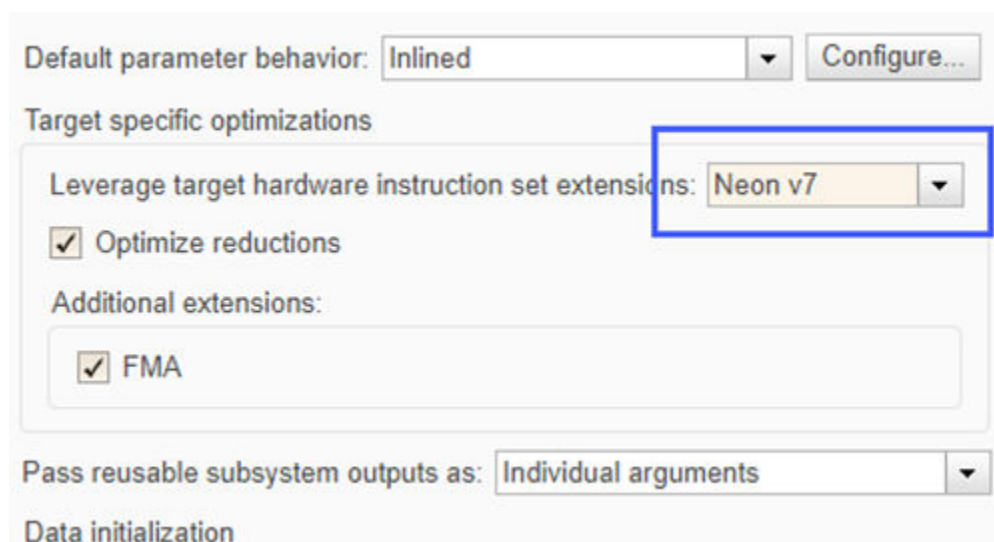 Default parameter behavior: Inlined Configure...
Target specific optimizations
Leverage target hardware instruction set extensions: Neon v7
Optimize reductions
Additional extensions:
FMA
Pass reusable subsystem outputs as: Individual arguments
Data initialization